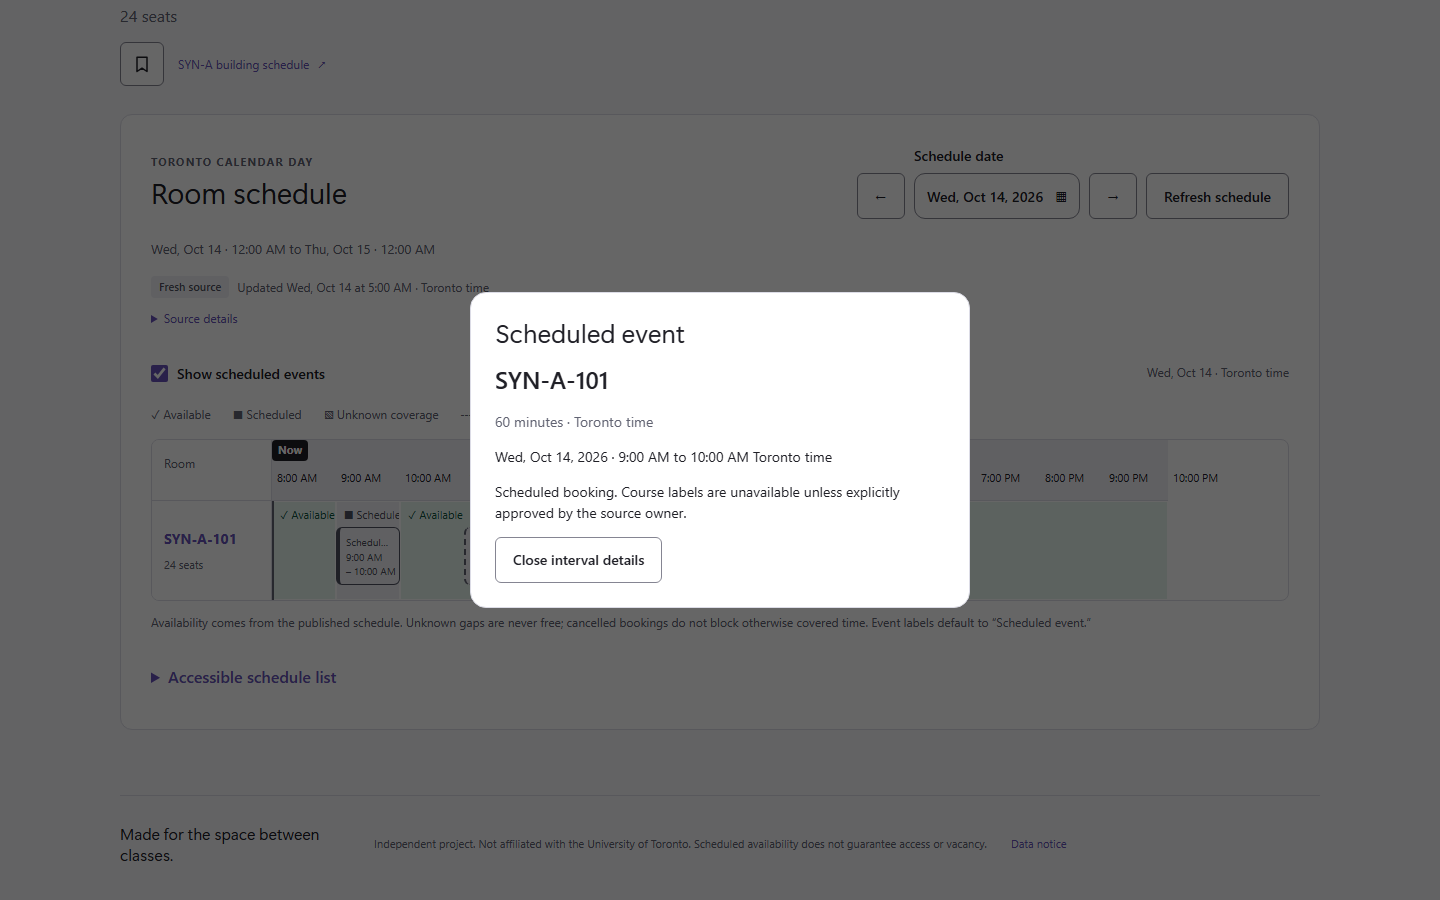 24 seats
SYN-A building schedule ↗
TORONTO CALENDAR DAY
Room schedule
Schedule date
←
Wed, Oct 14, 2026
→
Refresh schedule
Wed, Oct 14 · 12:00 AM to Thu, Oct 15 · 12:00 AM
Fresh source
Updated Wed, Oct 14 at 5:00 AM · Toronto time
Source details
Show scheduled events
Wed, Oct 14 · Toronto time
✓ Available
Scheduled
Unknown coverage
Room
Now
8:00 AM
9:00 AM
10:00 AM
7:00 PM
8:00 PM
9:00 PM
10:00 PM
SYN-A-101
24 seats
✓ Available
Schedule
✓ Available
Schedul...
9:00 AM
– 10:00 AM
Scheduled event
SYN-A-101
60 minutes · Toronto time
Wed, Oct 14, 2026 · 9:00 AM to 10:00 AM Toronto time
Scheduled booking. Course labels are unavailable unless explicitly
approved by the source owner.
Close interval details
Availability comes from the published schedule. Unknown gaps are never free; cancelled bookings do not block otherwise covered time. Event labels default to “Scheduled event.”
Accessible schedule list
Made for the space between
classes.
Independent project. Not affiliated with the University of Toronto. Scheduled availability does not guarantee access or vacancy.
Data notice